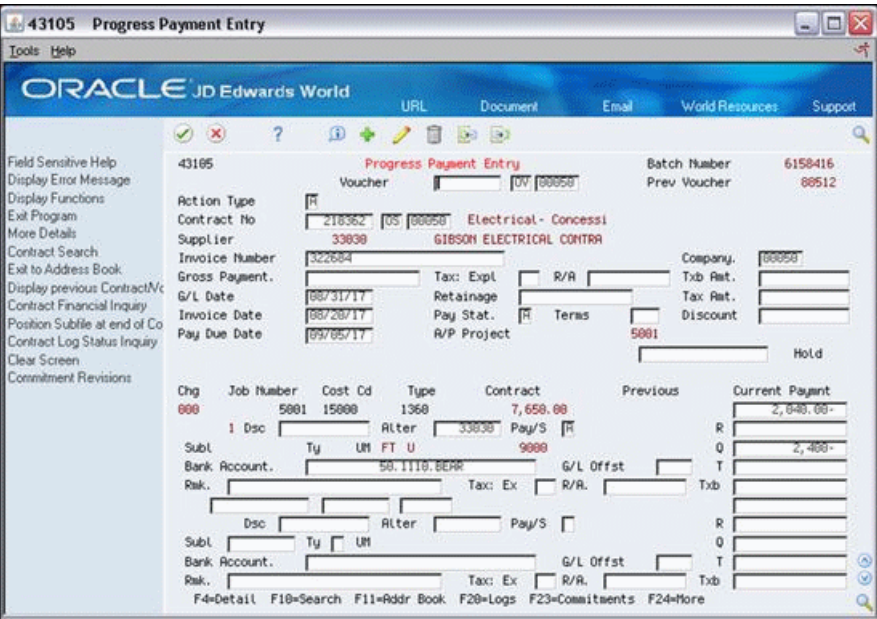 43105 Progress Payment Entry
Tools Help
ORACLE JD Edwards World
URL Document Email World Resources Support
Field Sensitive Help
Display Error Message
Display Functions
Exit Program
More Details
Contract Search
Exit to Address Book
Display previous Contract/Vo
Contract Financial Inquiry
Position Subfile at end of Co
Contract Log Status Inquiry
Clear Screen
Commitment Revisions
43105 Progress Payment Entry Batch Number 6158416
Voucher OV 00050 Prev Voucher 80512
Action Type A
Contract No 218362 OS 00050 Electrical- Concessi
Supplier 33030 GIBSON ELECTRICAL CONTRA
Invoice Number 322684 Company. 00050
Gross Payment. Tax: Expl R/A Txb Amt.
G/L Date 08/31/17 Retainage Tax Amt.
Invoice Date 08/20/17 Pay Stat. A Terms Discount
Pay Due Date 09/05/17 A/P Project 5001
Hold
Chg Job Number Cost Cd Type Contract Previous Current Paymnt
000 5001 15000 1360 7,650.00 2,040.00-
1 Dsc Alter 33030 Pay/S A R
Subl Ty UM FT U 9000 Q 2,400-
Bank Account. 50.1110.BEAR G/L Offst T
Rmk. Tax: Ex R/A. Txb
Dsc Alter Pay/S R
Subl Ty UM Q
Bank Account. G/L Offst T
Rmk. Tax: Ex R/A. Txb
F4=Detail F10=Search F11=Addr Book F20=Logs F23=Commitments F24=More